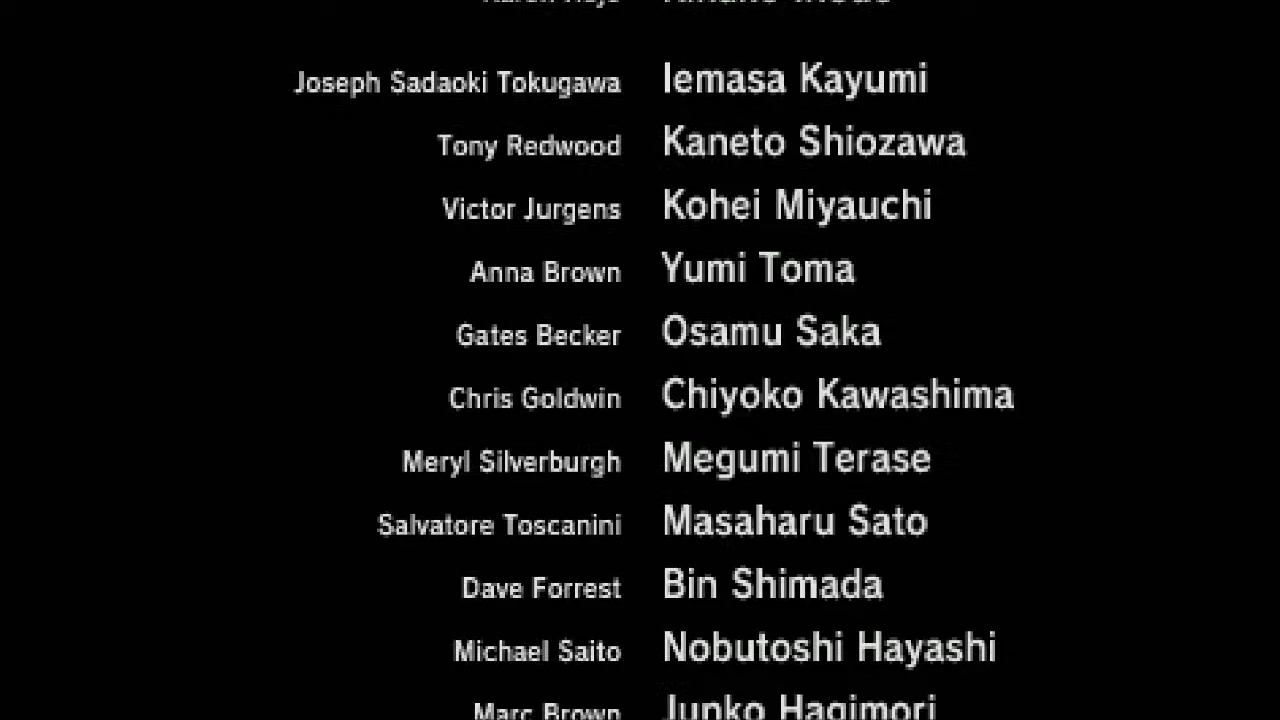 Joseph Sadaoki Tokugawa Iemasa Kayumi
Tony Redwood Kaneto Shiozawa
Victor Jurgens Kohei Miyauchi
Anna Brown Yumi Toma
Gates Becker Osamu Saka
Chris Goldwin Chiyoko Kawashima
Meryl Silverburgh Megumi Terase
Salvatore Toscanini Masaharu Sato
Dave Forrest Bin Shimada
Michael Saito Nobutoshi Hayashi
Marc Brown Junko Hagimori